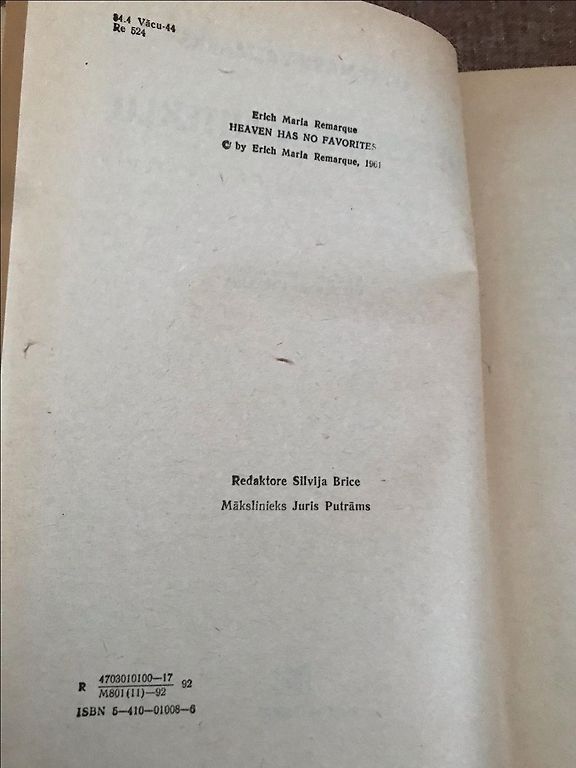 84.4 Vācu-44
Re 524
Erich Maria Remarque
HEAVEN HAS NO FAVORITES
© by Erich Maria Remarque, 1961
Redaktore Silvija Brice
Mākslinieks Juris Putrāms
R 4703010100—17 92
M801(11)—92
ISBN 5—410—01008—6